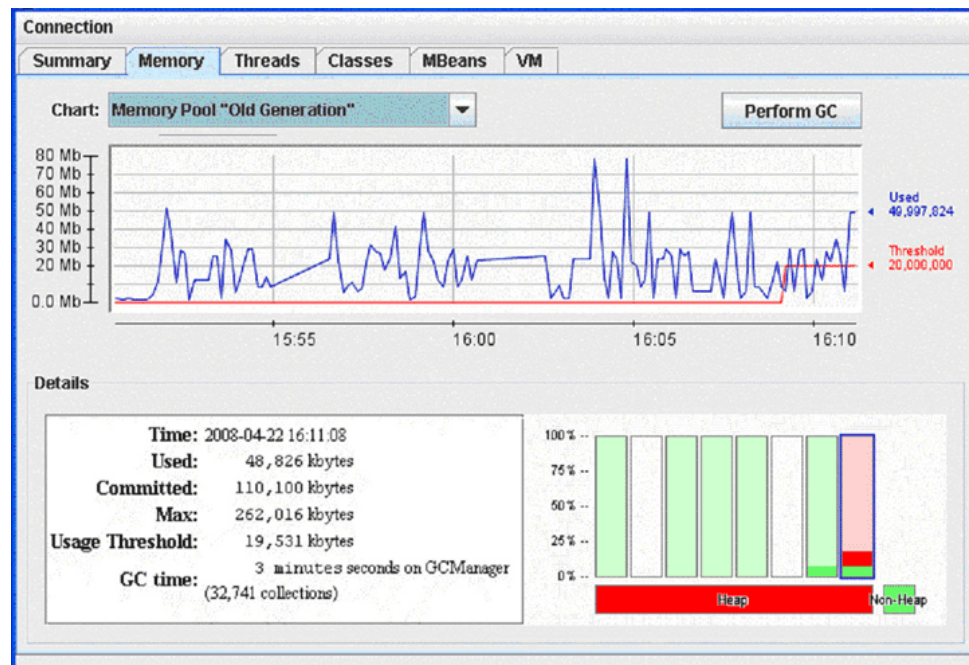 Connection
Summary Memory Threads Classes MBeans VM
Chart: Memory Pool "Old Generation" Perform GC
80 Mb
70 Mb
60 Mb
50 Mb
40 Mb
30 Mb
20 Mb
0.0 Mb
Used
49,997,824
Threshold
20,000,000
15:55 16:00 16:05 16:10
Details
Time: 2008-04-22 16:11:08
Used: 48,826 kbytes
Committed: 110,100 kbytes
Max: 262,016 kbytes
Usage Threshold: 19,531 kbytes
GC time: 3 minutes seconds on GCManager
(32,741 collections)
100% --
75% --
50% --
25% --
0% --
Heap Non-Heap